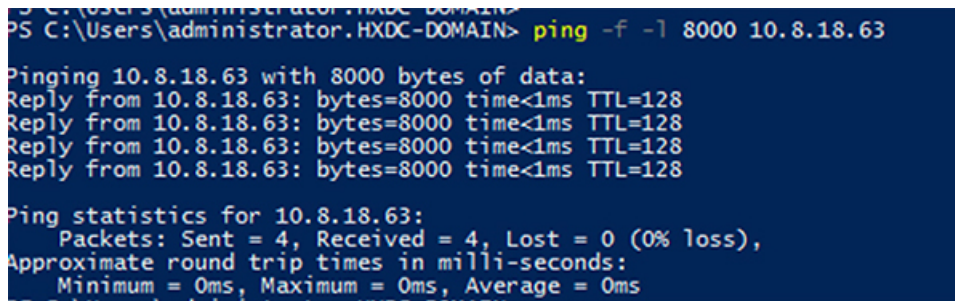 PS C:\Users\administrator.HXDC-DOMAIN>
PS C:\Users\administrator.HXDC-DOMAIN> ping -f -l 8000 10.8.18.63
Pinging 10.8.18.63 with 8000 bytes of data:
Reply from 10.8.18.63: bytes=8000 time<1ms TTL=128
Reply from 10.8.18.63: bytes=8000 time<1ms TTL=128
Reply from 10.8.18.63: bytes=8000 time<1ms TTL=128
Reply from 10.8.18.63: bytes=8000 time<1ms TTL=128
Ping statistics for 10.8.18.63:
Packets: Sent = 4, Received = 4, Lost = 0 (0% loss),
Approximate round trip times in milli-seconds:
Minimum = 0ms, Maximum = 0ms, Average = 0ms